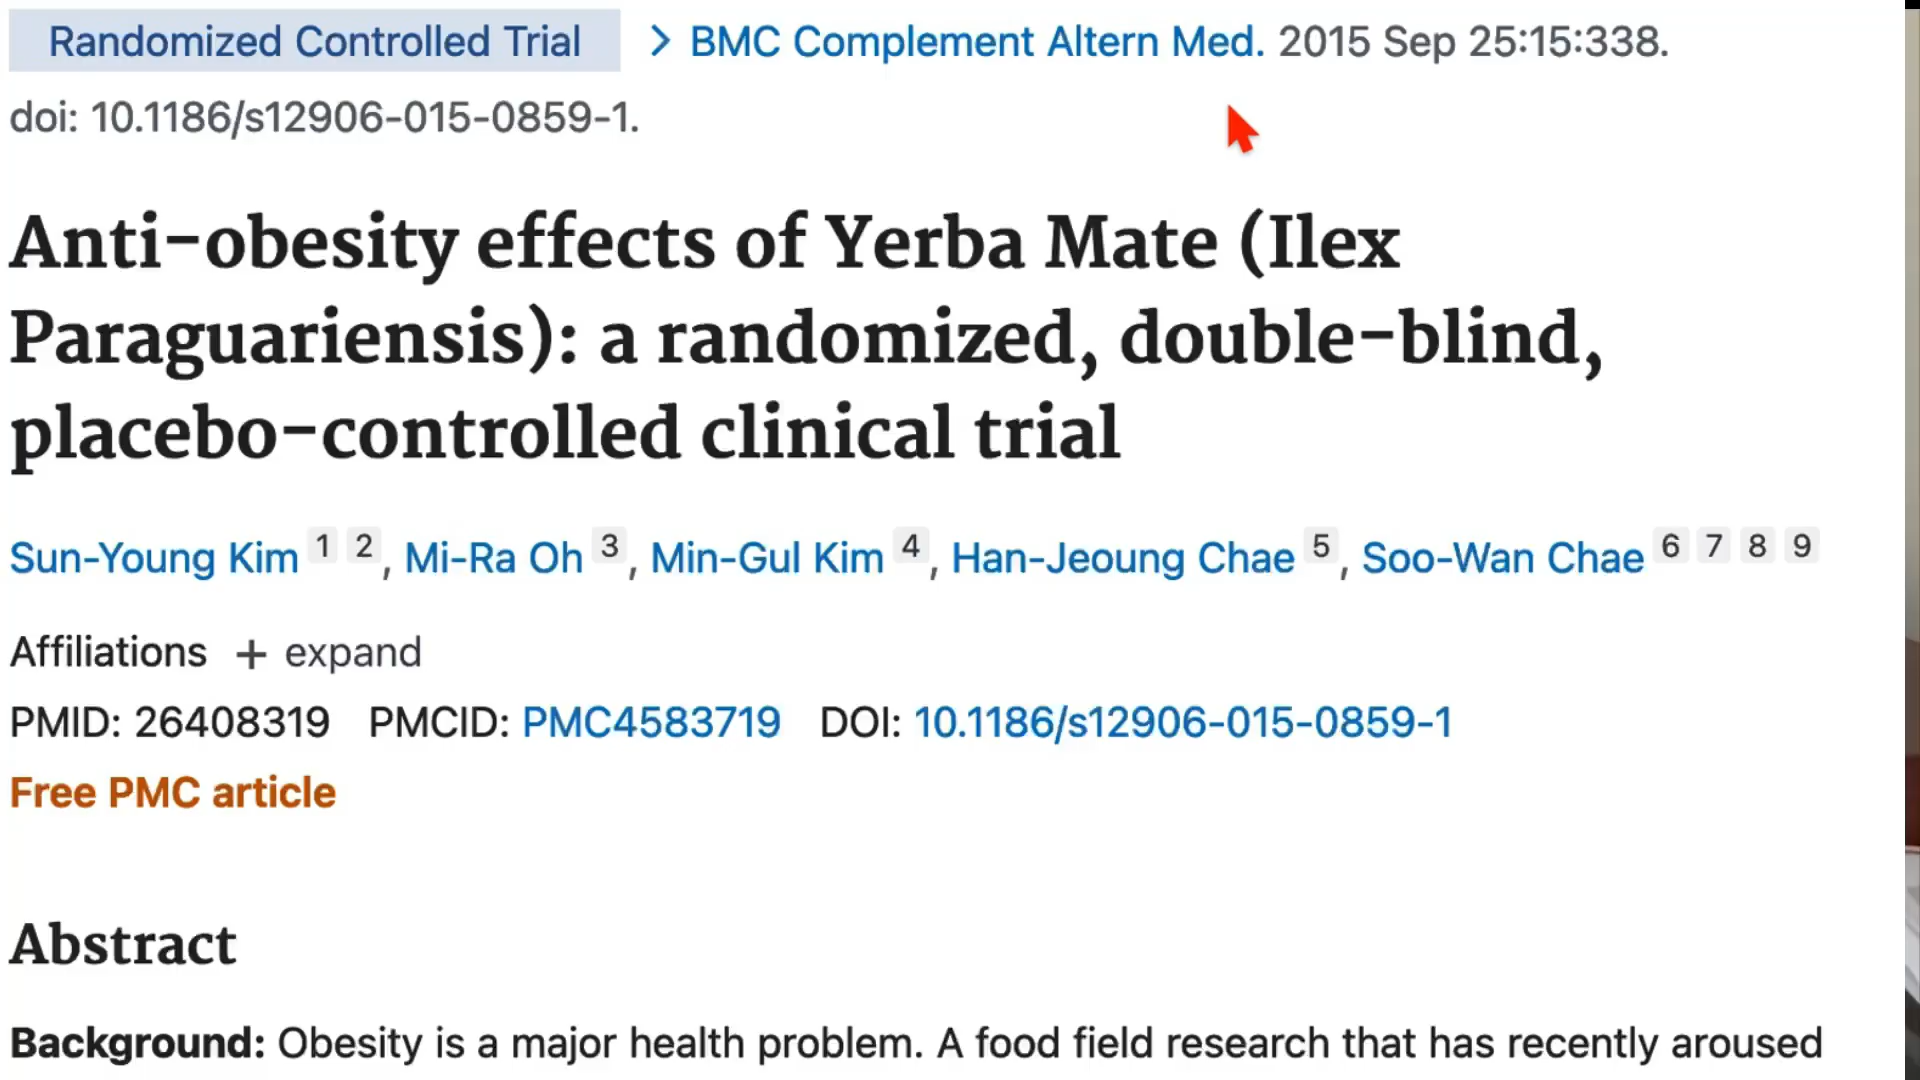 Randomized Controlled Trial > BMC Complement Altern Med. 2015 Sep 25:15:338.
doi: 10.1186/s12906-015-0859-1.
Anti-obesity effects of Yerba Mate (Ilex
Paraguariensis): a randomized, double-blind,
placebo-controlled clinical trial
Sun-Young Kim 1 2, Mi-Ra Oh 3, Min-Gul Kim 4, Han-Jeoung Chae 5, Soo-Wan Chae 6 7 8 9
Affiliations + expand
PMID: 26408319 PMCID: PMC4583719 DOI: 10.1186/s12906-015-0859-1
Free PMC article
Abstract
Background: Obesity is a major health problem. A food field research that has recently aroused